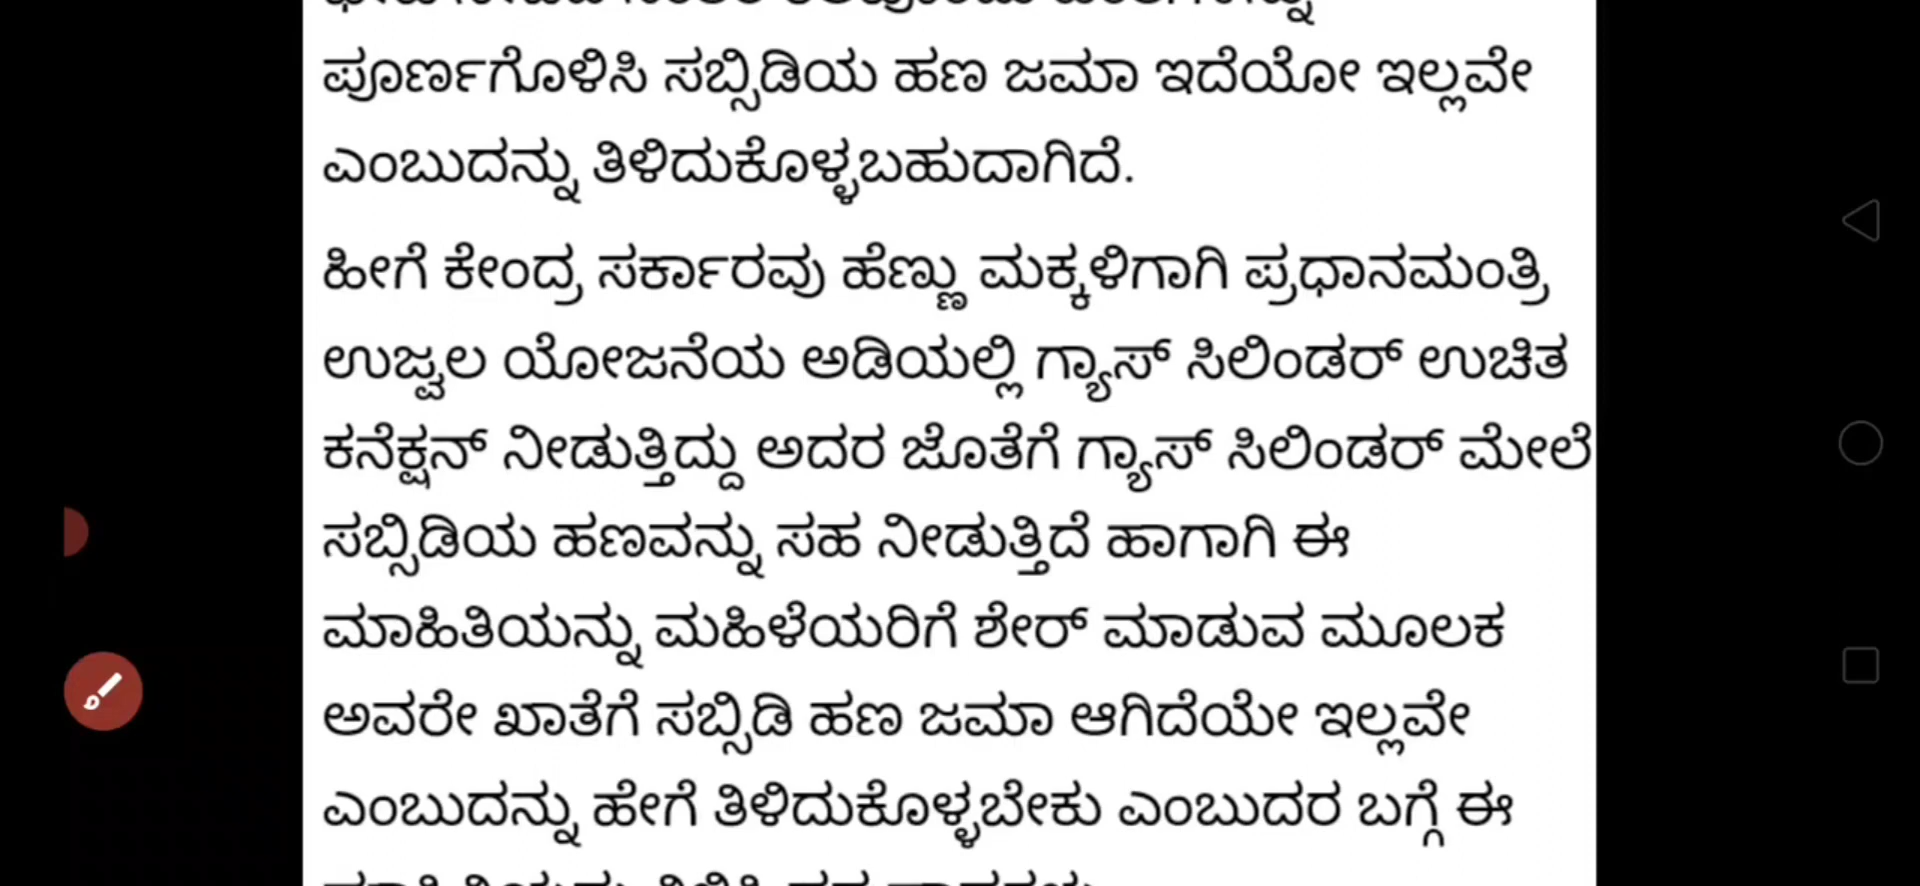 ಪೂರ್ಣಗೊಳಿಸಿ ಸಬ್ಸಿಡಿಯ ಹಣ ಜಮಾ ಇದೆಯೋ ಇಲ್ಲವೇ
ಎಂಬುದನ್ನು ತಿಳಿದುಕೊಳ್ಳಬಹುದಾಗಿದೆ.
ಹೀಗೆ ಕೇಂದ್ರ ಸರ್ಕಾರವು ಹೆಣ್ಣು ಮಕ್ಕಳಿಗಾಗಿ ಪ್ರಧಾನಮಂತ್ರಿ
ಉಜ್ವಲ ಯೋಜನೆಯ ಅಡಿಯಲ್ಲಿ ಗ್ಯಾಸ್ ಸಿಲಿಂಡರ್ ಉಚಿತ
ಕನೆಕ್ಷನ್ ನೀಡುತ್ತಿದ್ದು ಅದರ ಜೊತೆಗೆ ಗ್ಯಾಸ್ ಸಿಲಿಂಡರ್ ಮೇಲೆ
ಸಬ್ಸಿಡಿಯ ಹಣವನ್ನು ಸಹ ನೀಡುತ್ತಿದೆ ಹಾಗಾಗಿ ಈ
ಮಾಹಿತಿಯನ್ನು ಮಹಿಳೆಯರಿಗೆ ಶೇರ್ ಮಾಡುವ ಮೂಲಕ
ಅವರೇ ಖಾತೆಗೆ ಸಬ್ಸಿಡಿ ಹಣ ಜಮಾ ಆಗಿದೆಯೇ ಇಲ್ಲವೇ
ಎಂಬುದನ್ನು ಹೇಗೆ ತಿಳಿದುಕೊಳ್ಳಬೇಕು ಎಂಬುದರ ಬಗ್ಗೆ ಈ